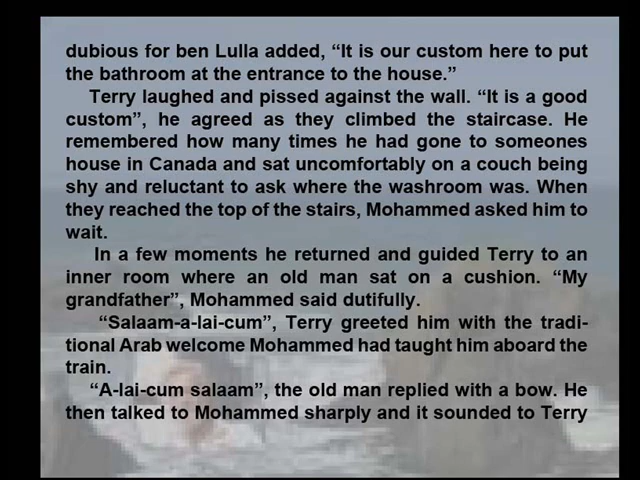 dubious for ben Lulla added, “It is our custom here to put
the bathroom at the entrance to the house.”
Terry laughed and pissed against the wall. “It is a good
custom”, he agreed as they climbed the staircase. He
remembered how many times he had gone to someones
house in Canada and sat uncomfortably on a couch being
shy and reluctant to ask where the washroom was. When
they reached the top of the stairs, Mohammed asked him to
wait.
In a few moments he returned and guided Terry to an
inner room where an old man sat on a cushion. “My
grandfather”, Mohammed said dutifully.
“Salaam-a-lai-cum”, Terry greeted him with the tradi-
tional Arab welcome Mohammed had taught him aboard the
train.
“A-lai-cum salaam”, the old man replied with a bow. He
then talked to Mohammed sharply and it sounded to Terry